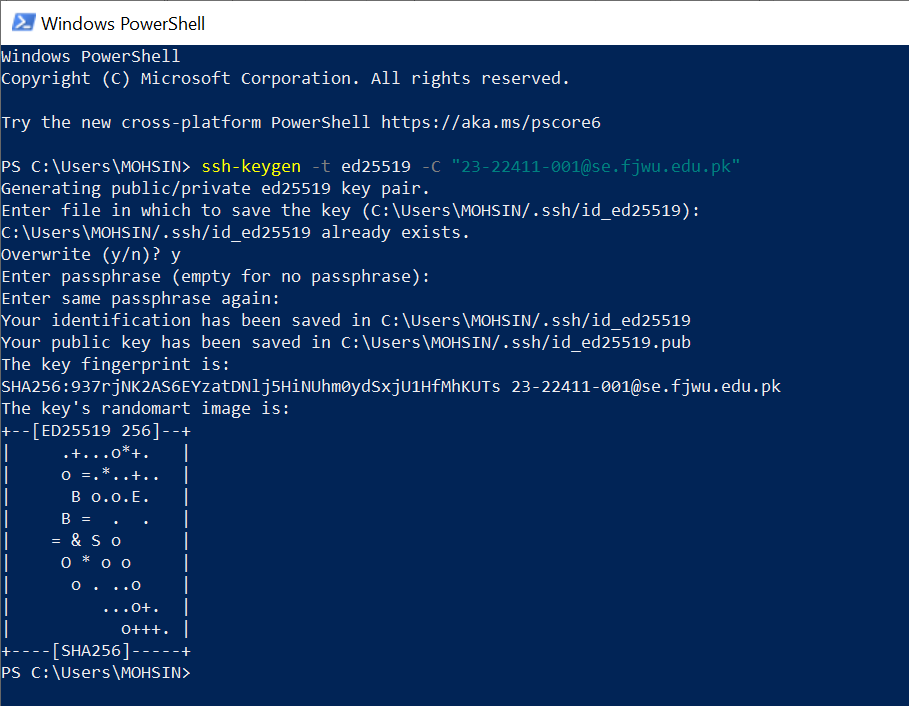 Windows PowerShell
Windows PowerShell
Copyright (C) Microsoft Corporation. All rights reserved.
Try the new cross-platform PowerShell https://aka.ms/pscore6
PS C:\Users\MOHSIN> ssh-keygen -t ed25519 -C "23-22411-001@se.fjwu.edu.pk"
Generating public/private ed25519 key pair.
Enter file in which to save the key (C:\Users\MOHSIN/.ssh/id_ed25519):
C:\Users\MOHSIN/.ssh/id_ed25519 already exists.
Overwrite (y/n)? y
Enter passphrase (empty for no passphrase):
Enter same passphrase again:
Your identification has been saved in C:\Users\MOHSIN/.ssh/id_ed25519
Your public key has been saved in C:\Users\MOHSIN/.ssh/id_ed25519.pub
The key fingerprint is:
SHA256:937rjNK2AS6EYzatDNlj5HiNUhm0ydSxjU1HfMhKUTs 23-22411-001@se.fjwu.edu.pk
The key's randomart image is:
+--[ED25519 256]--+
|     .+...o*+.   |
|     o =.*..+..  |
|      B o.o.E.   |
|     B =  .  .   |
|    = & S o      |
|     O * o o     |
|      o . ..o    |
|         ...o+.  |
|           o+++. |
+----[SHA256]-----+
PS C:\Users\MOHSIN>